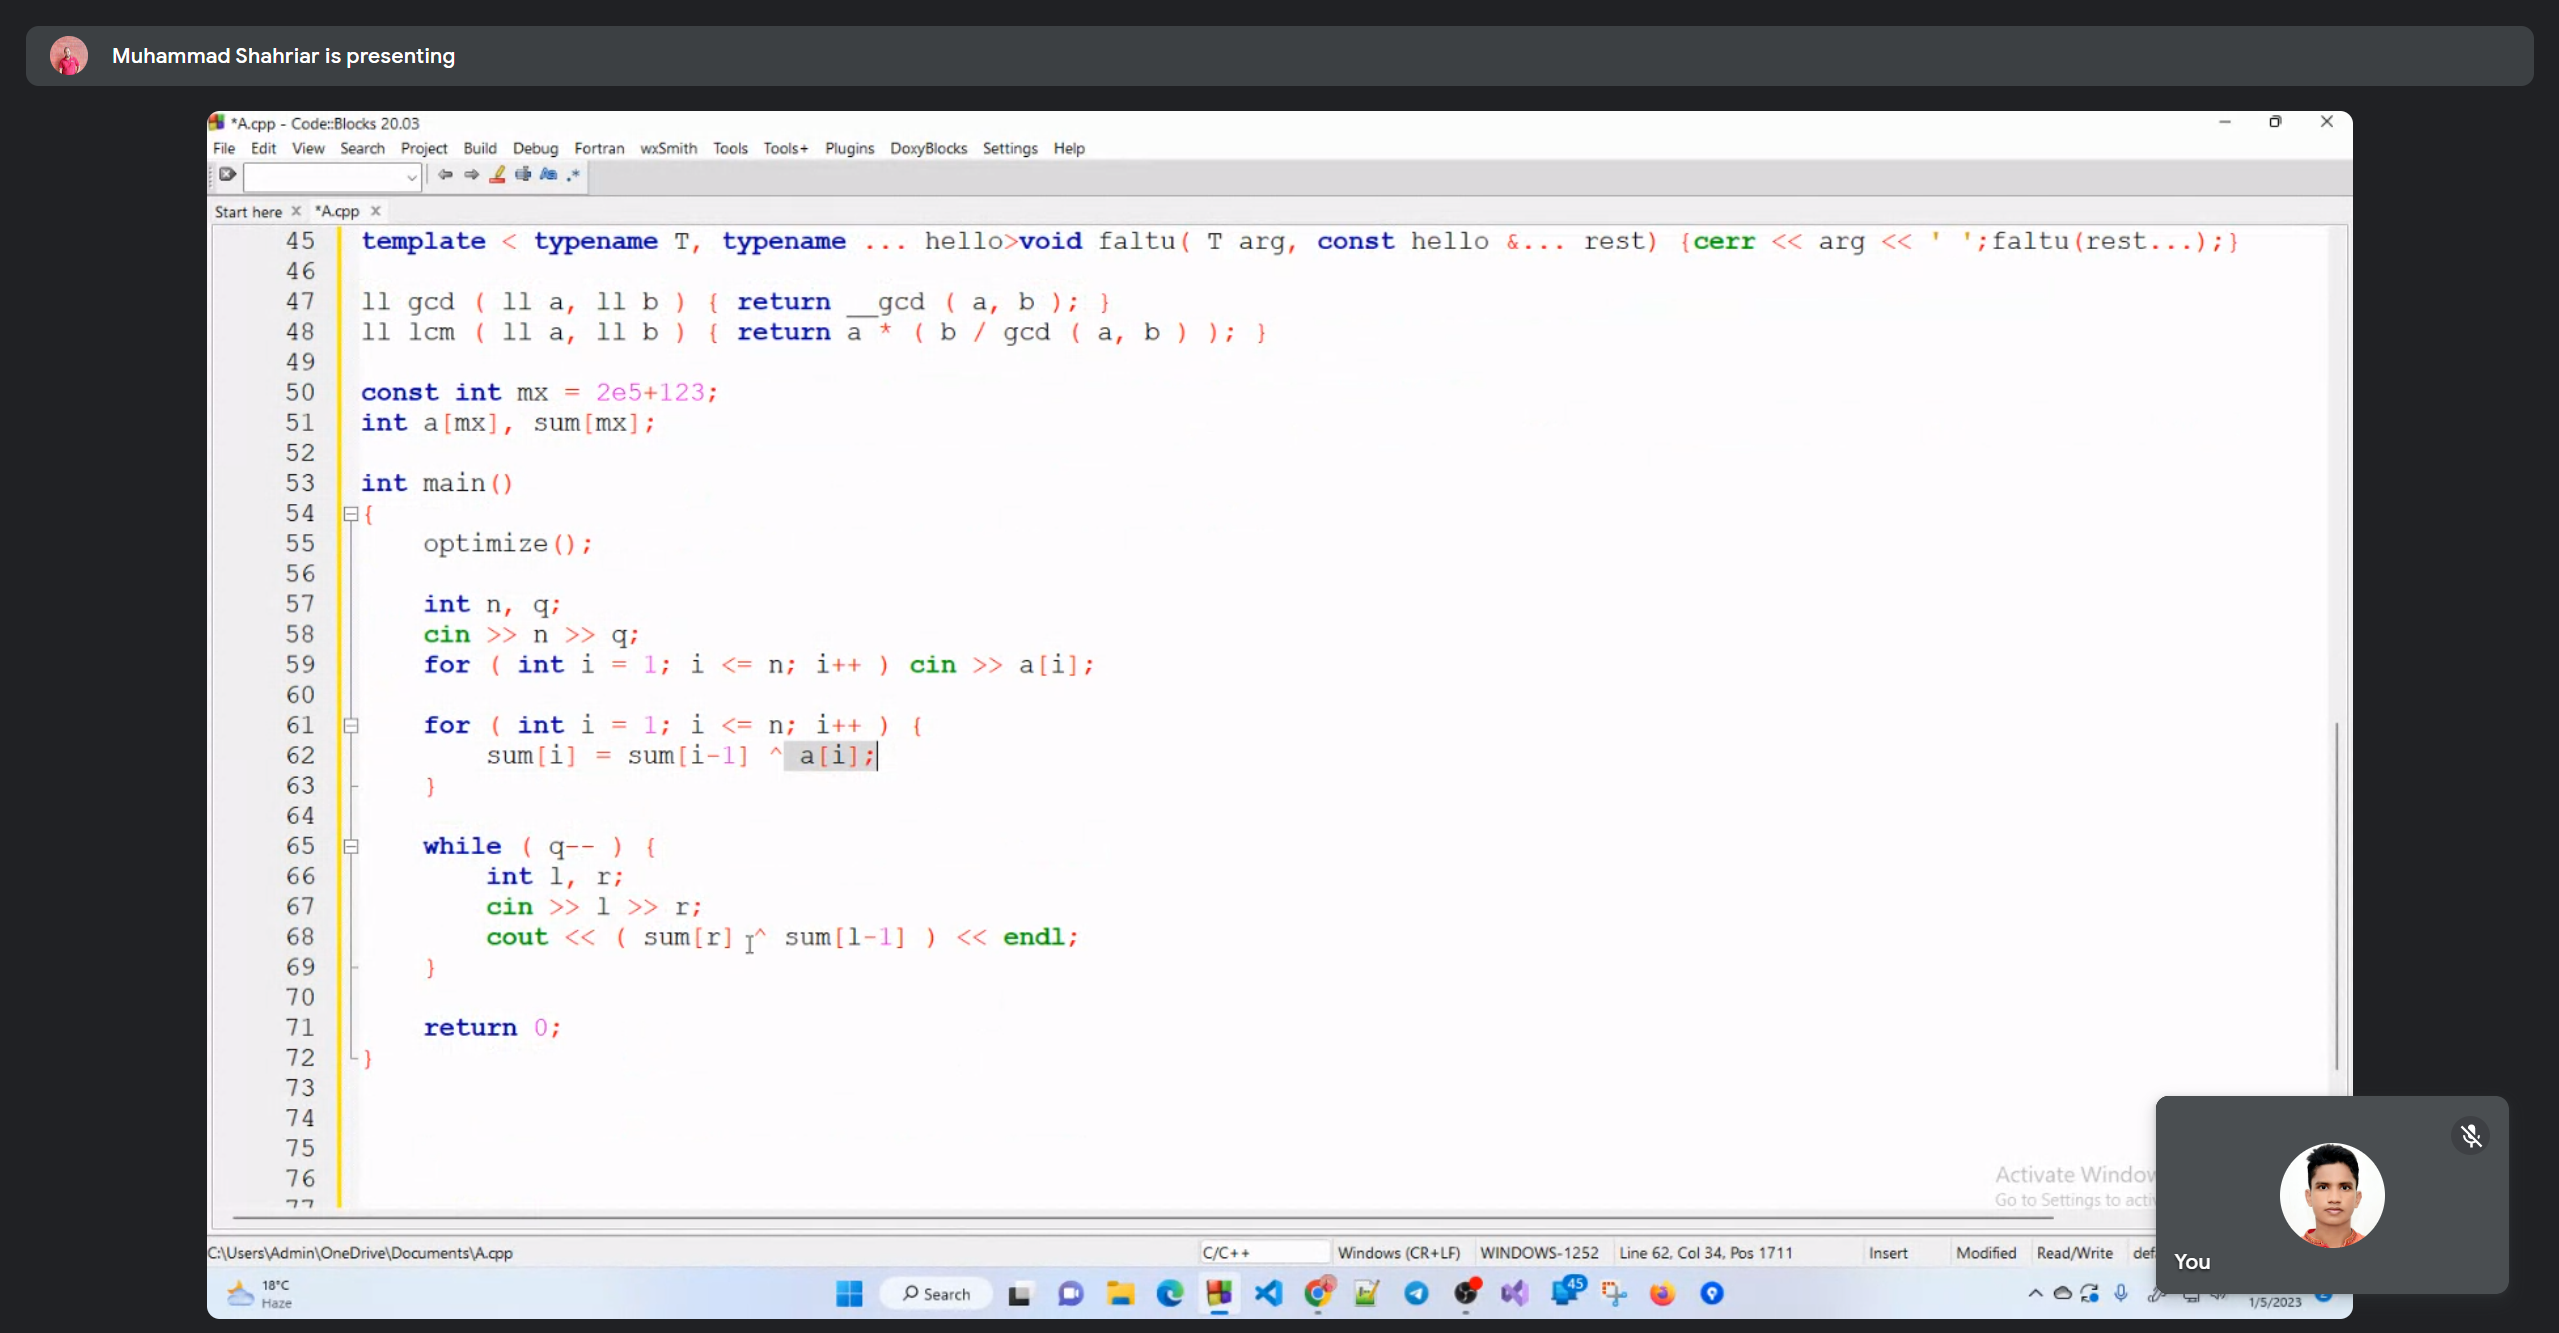 Muhammad Shahriar is presenting
*A.cpp - Code::Blocks 20.03
File Edit View Search Project Build Debug Fortran wxSmith Tools Tools+ Plugins DoxyBlocks Settings Help
Start here *A.cpp
45 template < typename T, typename ... hello>void faltu( T arg, const hello &... rest) {cerr << arg << ' ';faltu(rest...);}
46
47 ll gcd ( ll a, ll b ) { return __gcd ( a, b ); }
48 ll lcm ( ll a, ll b ) { return a * ( b / gcd ( a, b ) ); }
49
50 const int mx = 2e5+123;
51 int a[mx], sum[mx];
52
53 int main()
54 {
55 optimize();
56
57 int n, q;
58 cin >> n >> q;
59 for ( int i = 1; i <= n; i++ ) cin >> a[i];
60
61 for ( int i = 1; i <= n; i++ ) {
62 sum[i] = sum[i-1] ^ a[i];
63 }
64
65 while ( q-- ) {
66 int l, r;
67 cin >> l >> r;
68 cout << ( sum[r] ^ sum[l-1] ) << endl;
69 }
70
71 return 0;
72 }
73
74
75
76
77
Activate Window
Go to Settings to acti
You
C:\Users\Admin\OneDrive\Documents\A.cpp C/C++ Windows (CR+LF) WINDOWS-1252 Line 62, Col 34, Pos 1711 Insert Modified Read/Write def
18°C
Haze
Search
45
1/5/2023